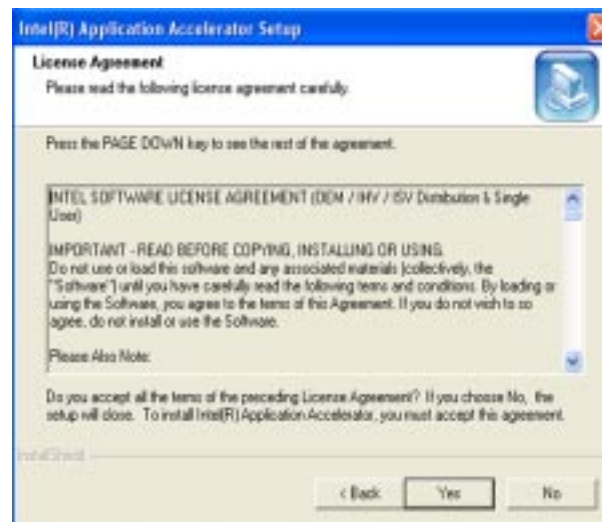 Intel(R) Application Accelerator Setup
License Agreement
Please read the following license agreement carefully.
Press the PAGE DOWN key to see the rest of the agreement.
INTEL SOFTWARE LICENSE AGREEMENT (OEM / IHV / ISV Distribution & Single
User)
IMPORTANT - READ BEFORE COPYING, INSTALLING OR USING.
Do not use or load this software and any associated materials (collectively, the
"Software") until you have carefully read the following terms and conditions. By loading or
using the Software, you agree to the terms of this Agreement. If you do not wish to so
agree, do not install or use the Software.
Please Also Note:
Do you accept all the terms of the preceding License Agreement? If you choose No, the
setup will close. To install Intel(R) Application Accelerator, you must accept this agreement.
InstallShield
< Back
Yes
No